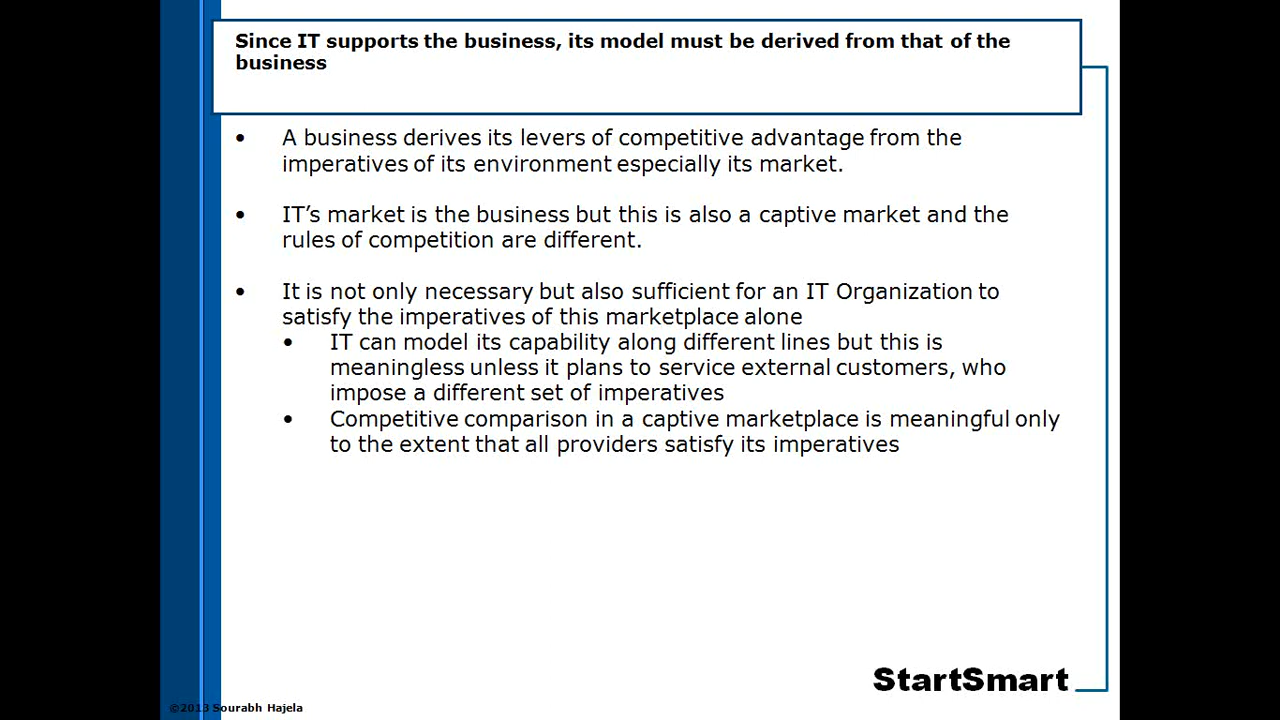 Since IT supports the business, its model must be derived from that of the
business
• A business derives its levers of competitive advantage from the
imperatives of its environment especially its market.
• IT’s market is the business but this is also a captive market and the
rules of competition are different.
• It is not only necessary but also sufficient for an IT Organization to
satisfy the imperatives of this marketplace alone
• IT can model its capability along different lines but this is
meaningless unless it plans to service external customers, who
impose a different set of imperatives
• Competitive comparison in a captive marketplace is meaningful only
to the extent that all providers satisfy its imperatives
StartSmart
©2013 Sourabh Hajela